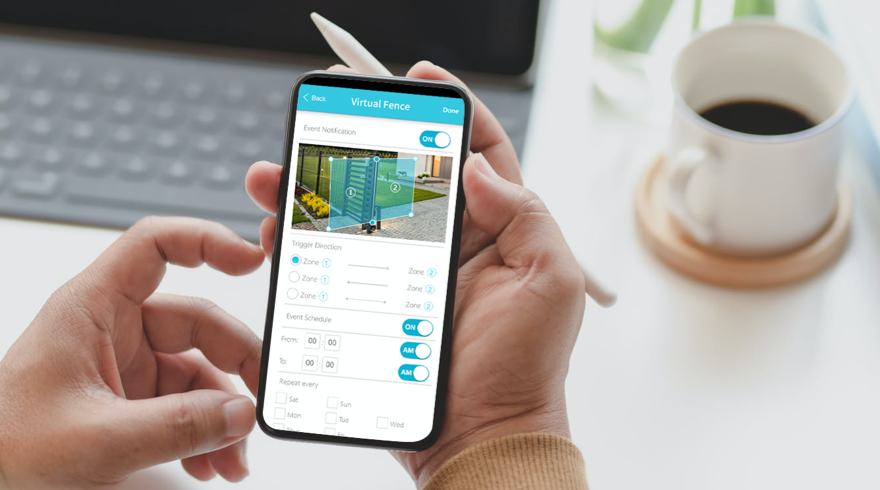 Back Virtual Fence Done
Event Notification ON
1 2
Trigger Direction
Zone 1 Zone 2
Zone 1 Zone 2
Zone 1 Zone 2
Event Schedule ON
From: 00 : 00 AM
To: 00 : 00 AM
Repeat every
Sat Sun
Mon Tue Wed